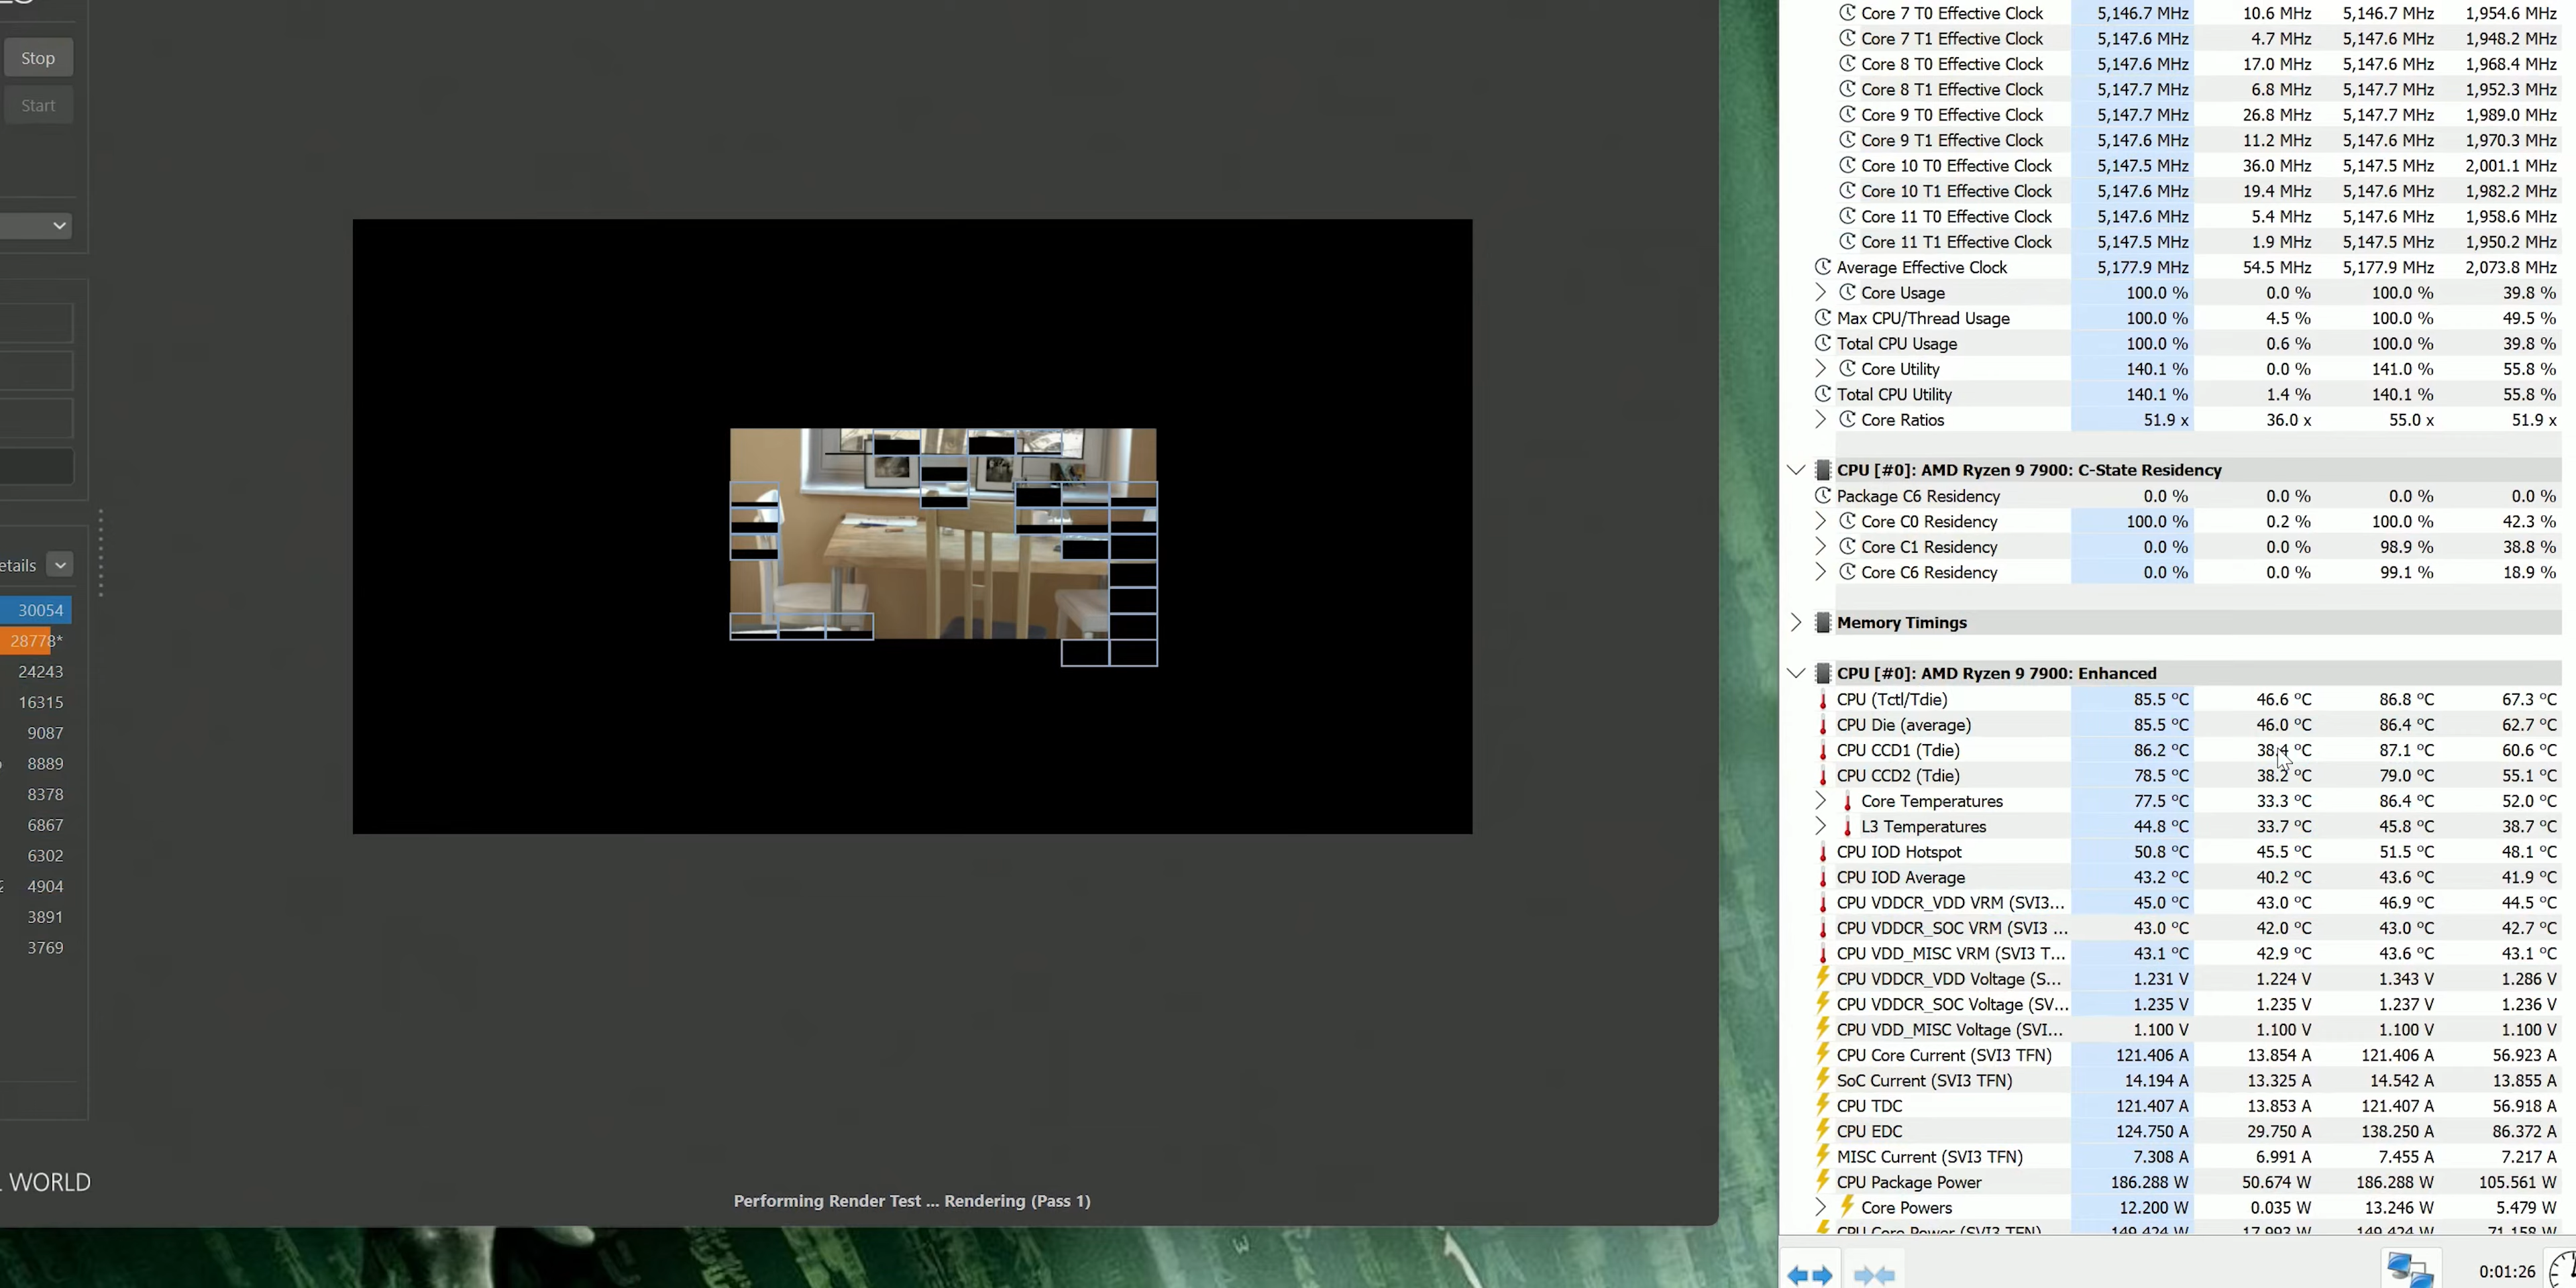 Stop
Start
etails
30054
28778*
24243
16315
9087
8889
8378
6867
6302
4904
3891
3769
WORLD
Performing Render Test ... Rendering (Pass 1)
Core 7 T0 Effective Clock 5,146.7 MHz 10.6 MHz 5,146.7 MHz 1,954.6 MHz
Core 7 T1 Effective Clock 5,147.6 MHz 4.7 MHz 5,147.6 MHz 1,948.2 MHz
Core 8 T0 Effective Clock 5,147.6 MHz 17.0 MHz 5,147.6 MHz 1,968.4 MHz
Core 8 T1 Effective Clock 5,147.7 MHz 6.8 MHz 5,147.7 MHz 1,952.3 MHz
Core 9 T0 Effective Clock 5,147.7 MHz 26.8 MHz 5,147.7 MHz 1,989.0 MHz
Core 9 T1 Effective Clock 5,147.6 MHz 11.2 MHz 5,147.6 MHz 1,970.3 MHz
Core 10 T0 Effective Clock 5,147.5 MHz 36.0 MHz 5,147.5 MHz 2,001.1 MHz
Core 10 T1 Effective Clock 5,147.6 MHz 19.4 MHz 5,147.6 MHz 1,982.2 MHz
Core 11 T0 Effective Clock 5,147.6 MHz 5.4 MHz 5,147.6 MHz 1,958.6 MHz
Core 11 T1 Effective Clock 5,147.5 MHz 1.9 MHz 5,147.5 MHz 1,950.2 MHz
Average Effective Clock 5,177.9 MHz 54.5 MHz 5,177.9 MHz 2,073.8 MHz
Core Usage 100.0 % 0.0 % 100.0 % 39.8 %
Max CPU/Thread Usage 100.0 % 4.5 % 100.0 % 49.5 %
Total CPU Usage 100.0 % 0.6 % 100.0 % 39.8 %
Core Utility 140.1 % 0.0 % 141.0 % 55.8 %
Total CPU Utility 140.1 % 1.4 % 140.1 % 55.8 %
Core Ratios 51.9 x 36.0 x 55.0 x 51.9 x
CPU [#0]: AMD Ryzen 9 7900: C-State Residency
Package C6 Residency 0.0 % 0.0 % 0.0 % 0.0 %
Core C0 Residency 100.0 % 0.2 % 100.0 % 42.3 %
Core C1 Residency 0.0 % 0.0 % 98.9 % 38.8 %
Core C6 Residency 0.0 % 0.0 % 99.1 % 18.9 %
Memory Timings
CPU [#0]: AMD Ryzen 9 7900: Enhanced
CPU (Tctl/Tdie) 85.5 °C 46.6 °C 86.8 °C 67.3 °C
CPU Die (average) 85.5 °C 46.0 °C 86.4 °C 62.7 °C
CPU CCD1 (Tdie) 86.2 °C 38.4 °C 87.1 °C 60.6 °C
CPU CCD2 (Tdie) 78.5 °C 38.2 °C 79.0 °C 55.1 °C
Core Temperatures 77.5 °C 33.3 °C 86.4 °C 52.0 °C
L3 Temperatures 44.8 °C 33.7 °C 45.8 °C 38.7 °C
CPU IOD Hotspot 50.8 °C 45.5 °C 51.5 °C 48.1 °C
CPU IOD Average 43.2 °C 40.2 °C 43.6 °C 41.9 °C
CPU VDDCR_VDD VRM (SVI3... 45.0 °C 43.0 °C 46.9 °C 44.5 °C
CPU VDDCR_SOC VRM (SVI3 ... 43.0 °C 42.0 °C 43.0 °C 42.7 °C
CPU VDD_MISC VRM (SVI3 T... 43.1 °C 42.9 °C 43.6 °C 43.1 °C
CPU VDDCR_VDD Voltage (S... 1.231 V 1.224 V 1.343 V 1.286 V
CPU VDDCR_SOC Voltage (SV... 1.235 V 1.235 V 1.237 V 1.236 V
CPU VDD_MISC Voltage (SVI... 1.100 V 1.100 V 1.100 V 1.100 V
CPU Core Current (SVI3 TFN) 121.406 A 13.854 A 121.406 A 56.923 A
SoC Current (SVI3 TFN) 14.194 A 13.325 A 14.542 A 13.855 A
CPU TDC 121.407 A 13.853 A 121.407 A 56.918 A
CPU EDC 124.750 A 29.750 A 138.250 A 86.372 A
MISC Current (SVI3 TFN) 7.308 A 6.991 A 7.455 A 7.217 A
CPU Package Power 186.288 W 50.674 W 186.288 W 105.561 W
Core Powers 12.200 W 0.035 W 13.246 W 5.479 W
CPU Core Power (SVI3 TFN) 149.424 W 17.993 W 149.424 W 71.158 W
0:01:26